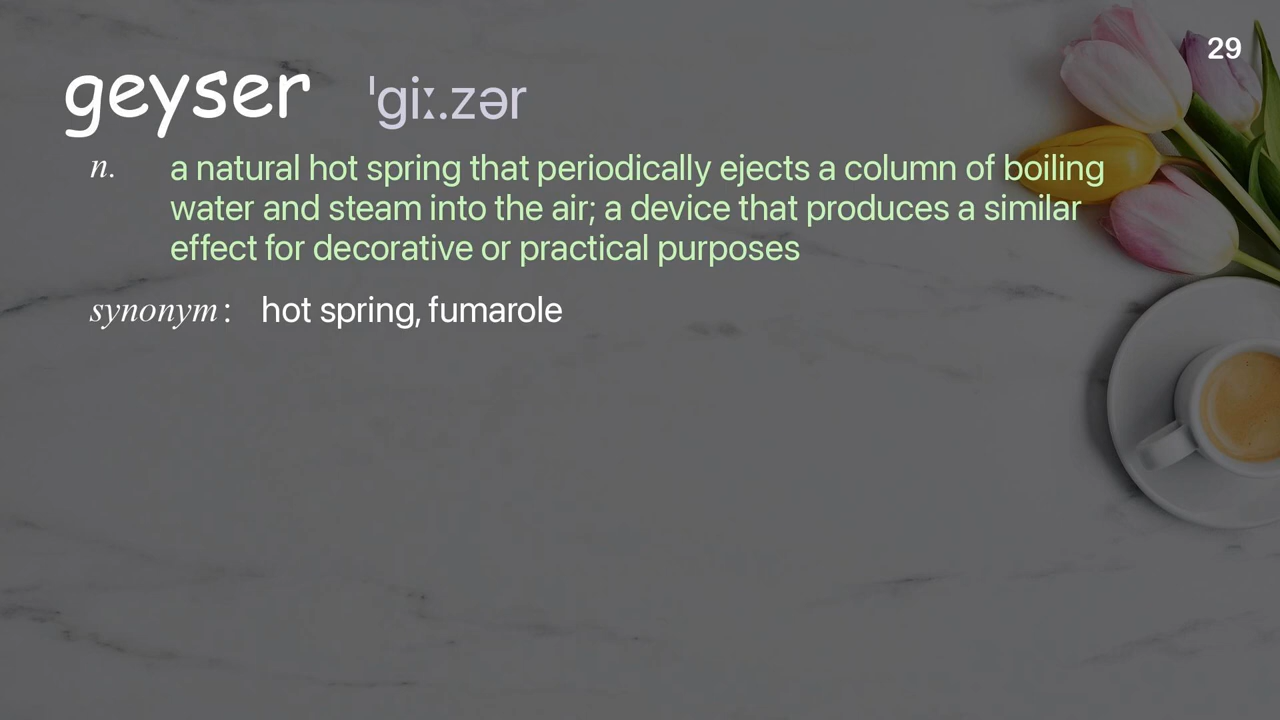 29
geyser ˈgiː.zər
n. a natural hot spring that periodically ejects a column of boiling
water and steam into the air; a device that produces a similar
effect for decorative or practical purposes
synonym: hot spring, fumarole